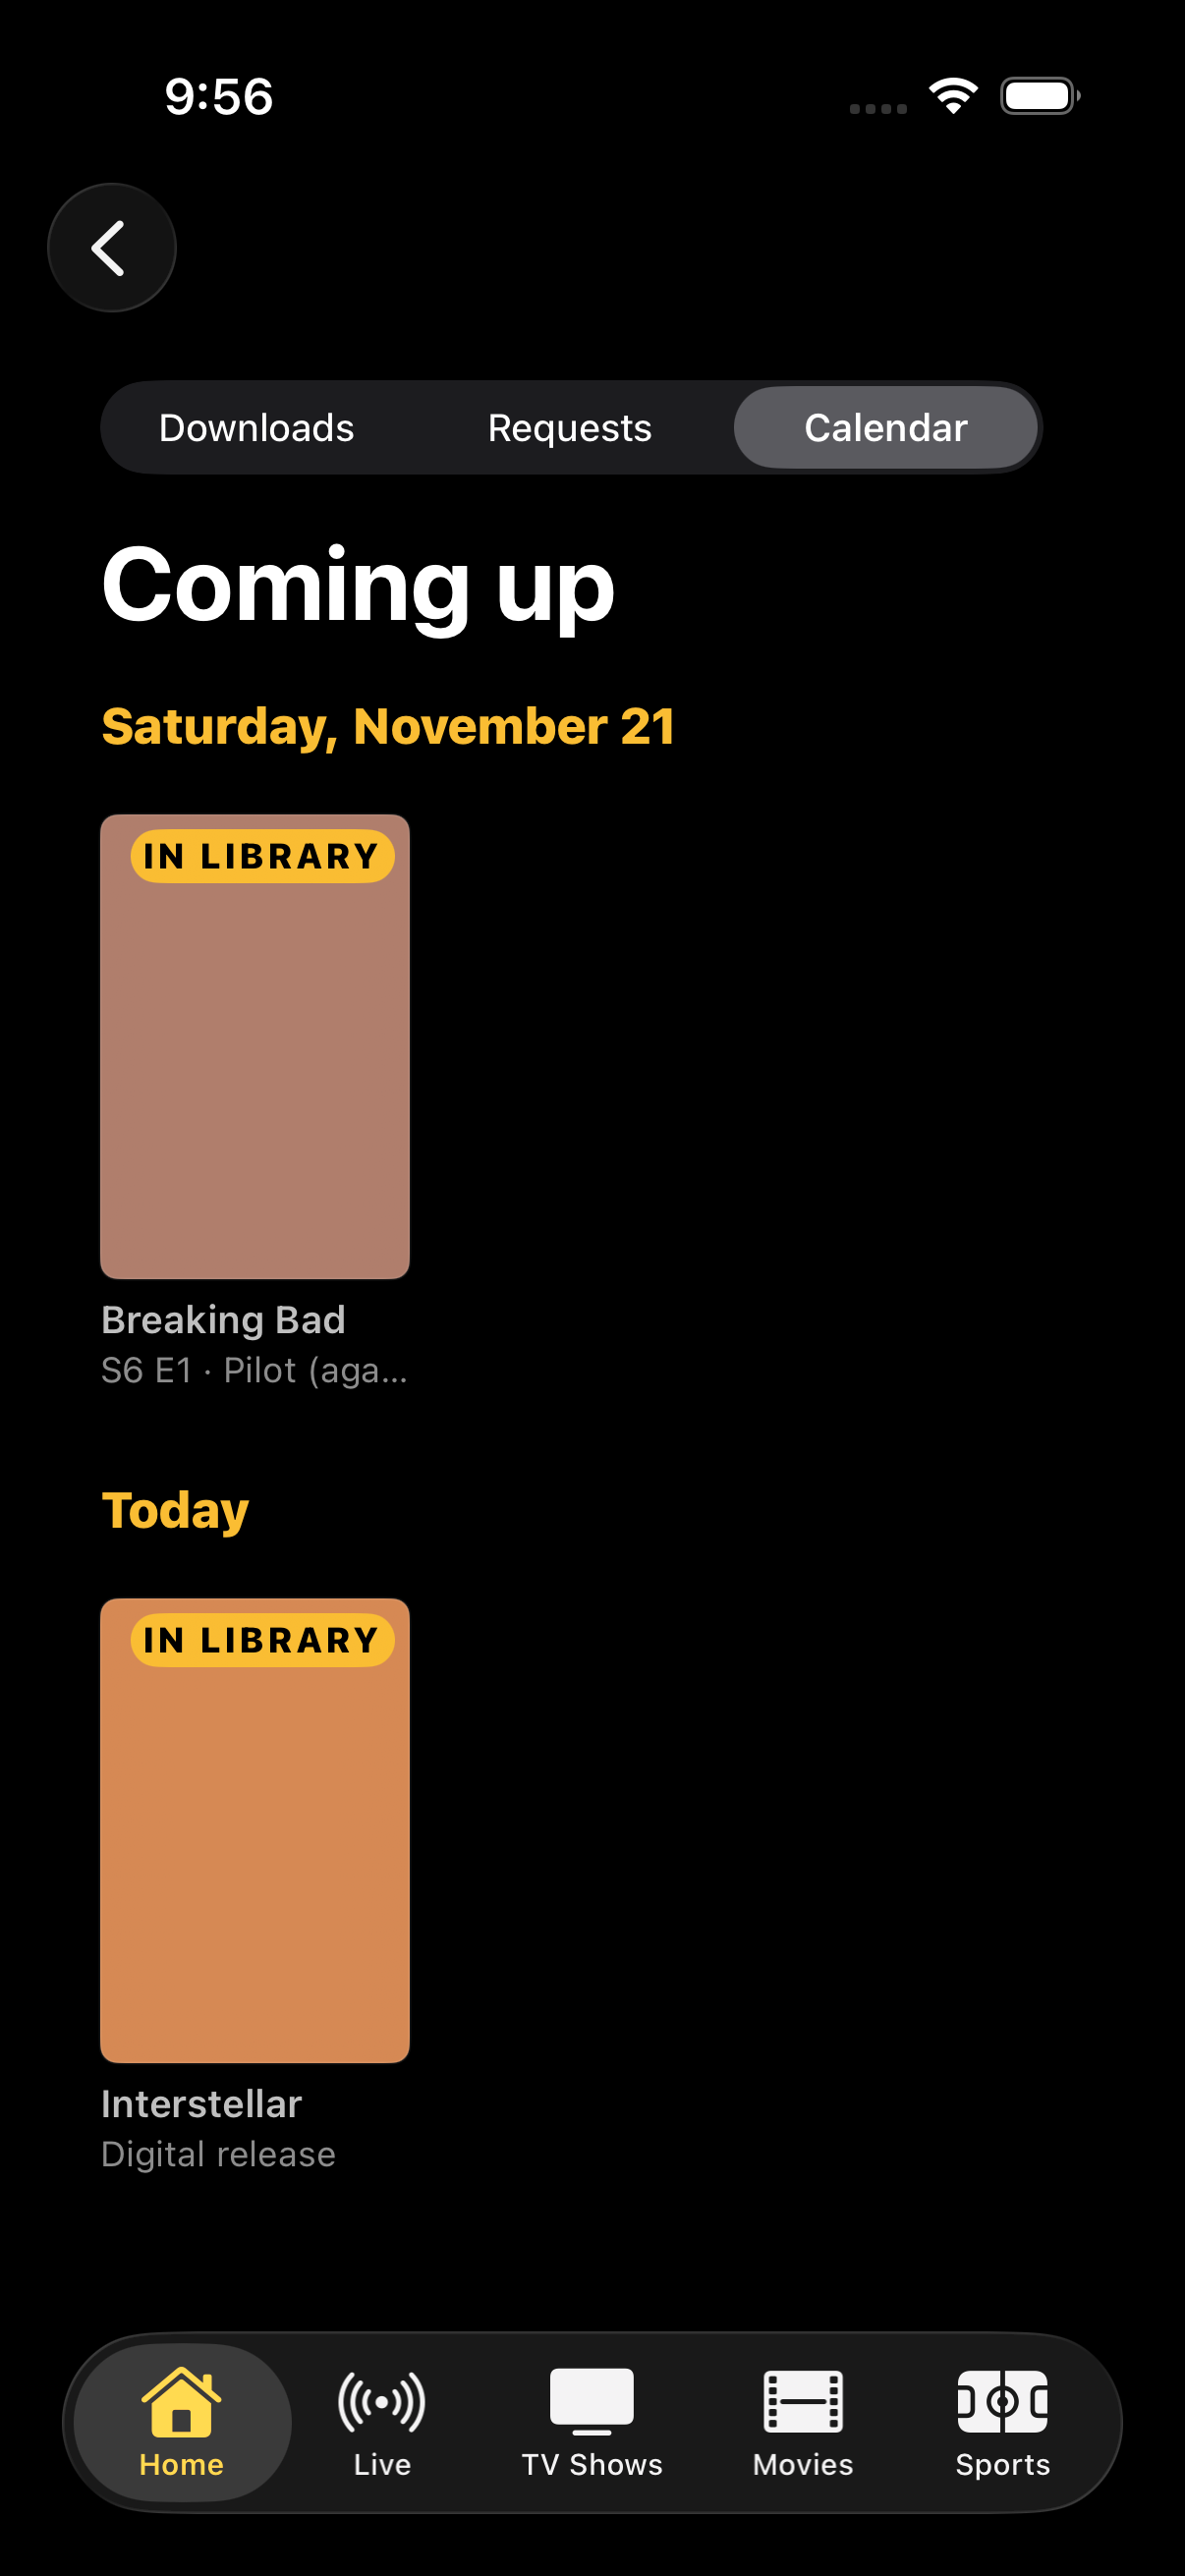 9:56
Downloads Requests Calendar
Coming up
Saturday, November 21
IN LIBRARY
Breaking Bad
S6 E1 · Pilot (aga...
Today
IN LIBRARY
Interstellar
Digital release
Home Live TV Shows Movies Sports